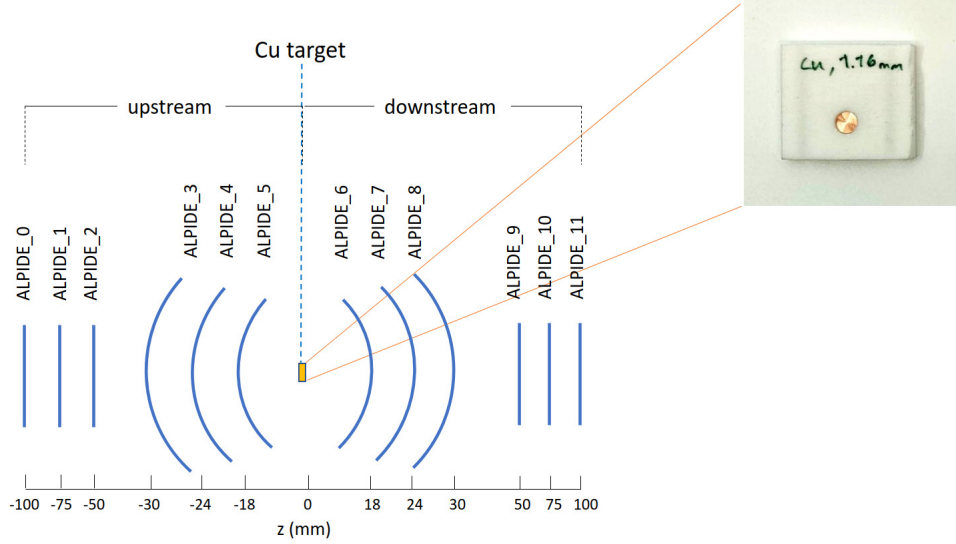 Cu target
Cu, 1.16mm
upstream
downstream
ALPIDE_0
ALPIDE_1
ALPIDE_2
ALPIDE_3
ALPIDE_4
ALPIDE_5
ALPIDE_6
ALPIDE_7
ALPIDE_8
ALPIDE_9
ALPIDE_10
ALPIDE_11
-100 -75 -50 -30 -24 -18 0 18 24 30 50 75 100
z (mm)